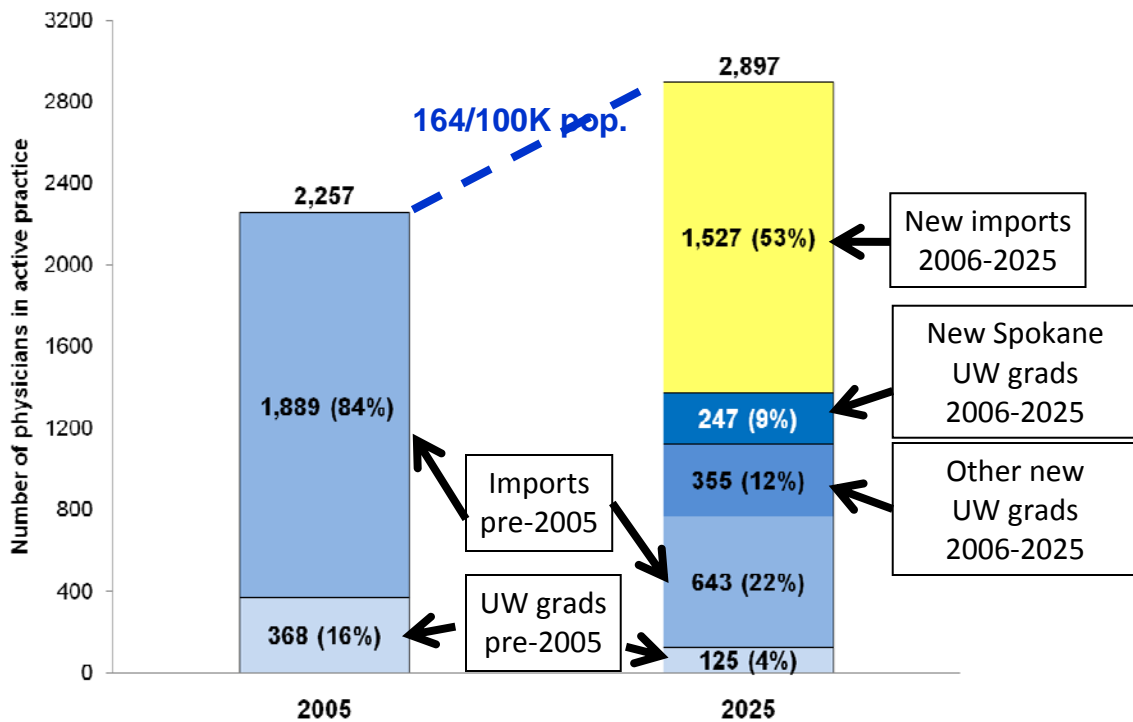 Number of physicians in active practice
3200
2800
2400
2000
1600
1200
800
400
0
2,257
1,889 (84%)
368 (16%)
2005
164/100K pop.
Imports
pre-2005
UW grads
pre-2005
2,897
1,527 (53%)
247 (9%)
355 (12%)
643 (22%)
125 (4%)
2025
New imports
2006-2025
New Spokane
UW grads
2006-2025
Other new
UW grads
2006-2025